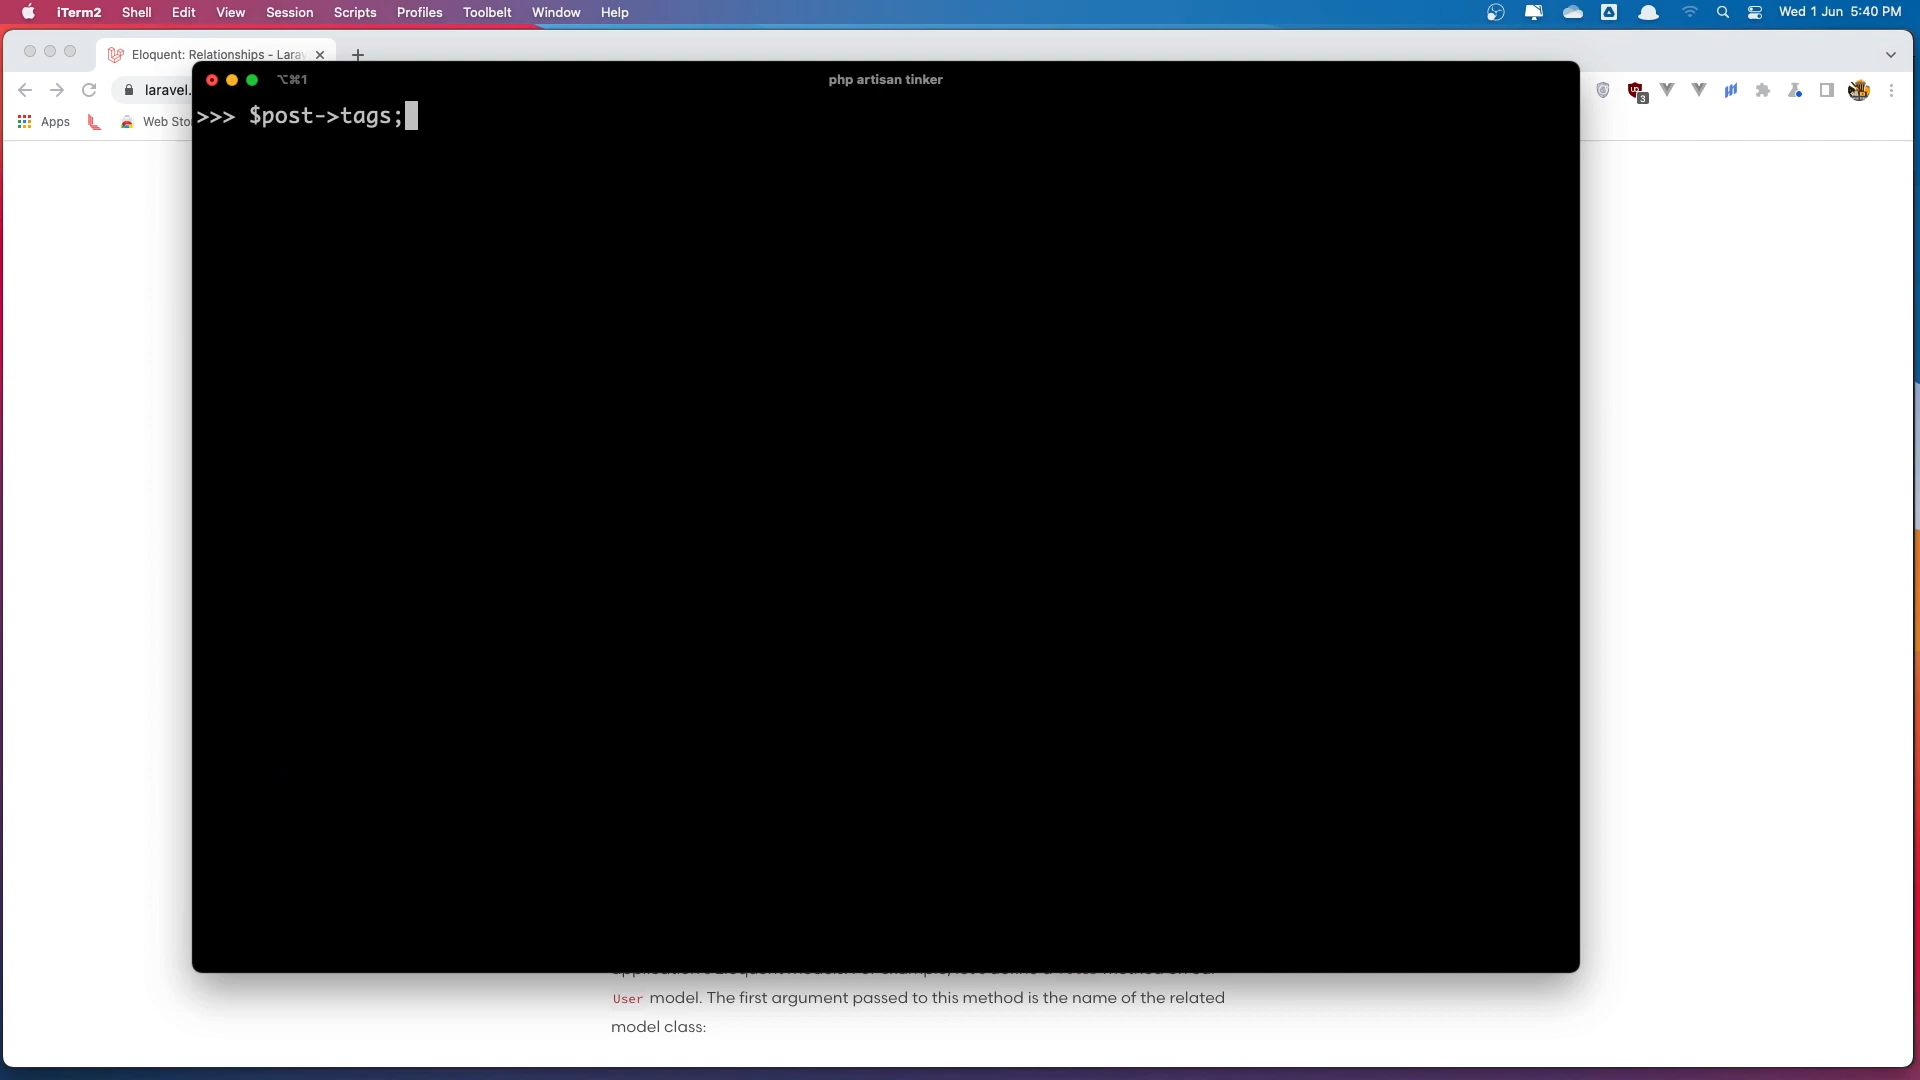 iTerm2 Shell Edit View Session Scripts Profiles Toolbelt Window Help Wed 1 Jun 5:40 PM
Eloquent: Relationships - Larav
⌥⌘1 php artisan tinker
laravel.
3
Apps Web Sto
>>> $post->tags;
User model. The first argument passed to this method is the name of the related
model class: